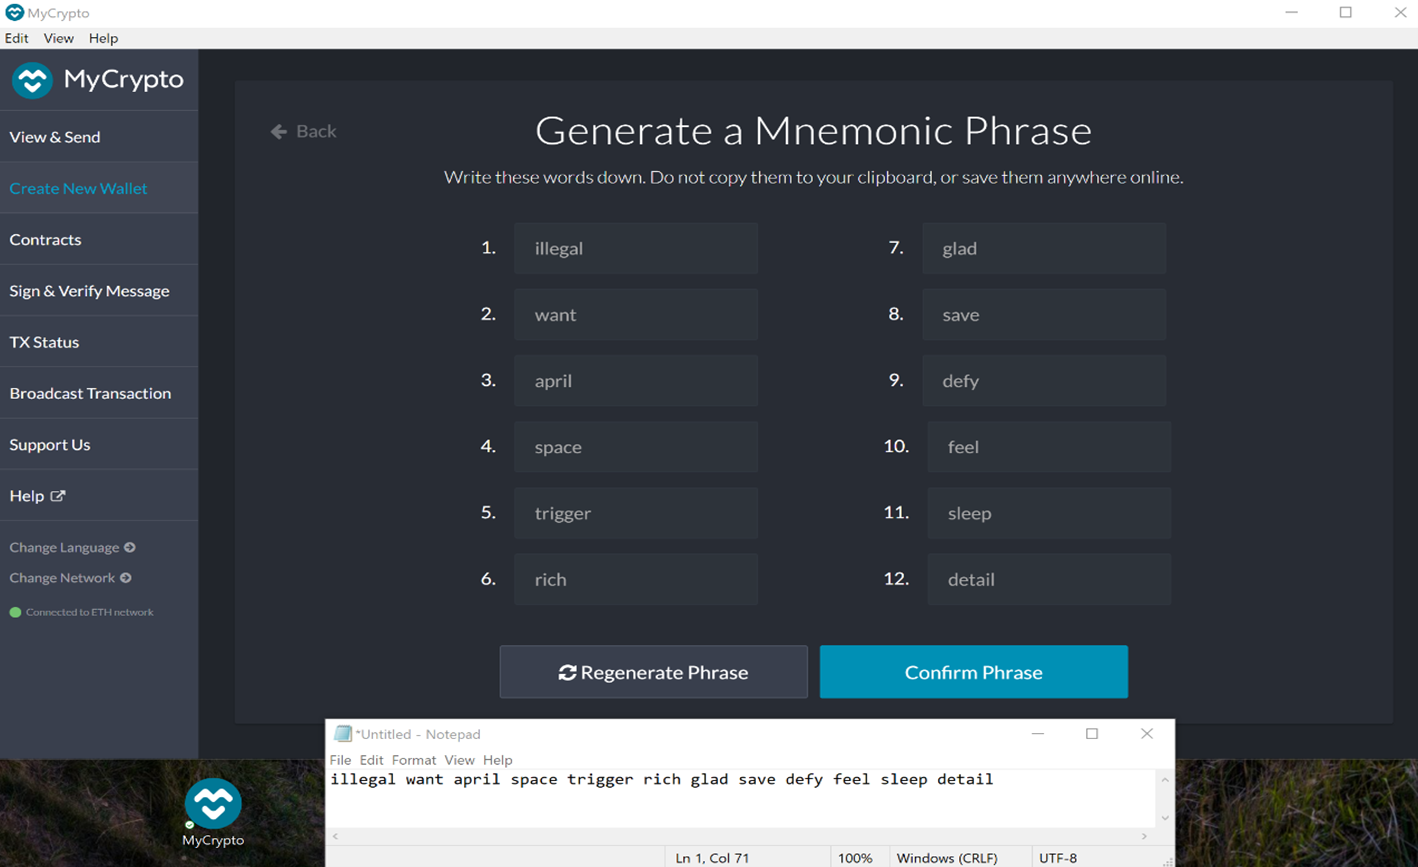 MyCrypto
Edit View Help
MyCrypto
View & Send
Create New Wallet
Contracts
Sign & Verify Message
TX Status
Broadcast Transaction
Support Us
Help
Change Language
Change Network
Connected to ETH network
Back
Generate a Mnemonic Phrase
Write these words down. Do not copy them to your clipboard, or save them anywhere online.
1. illegal
2. want
3. april
4. space
5. trigger
6. rich
7. glad
8. save
9. defy
10. feel
11. sleep
12. detail
Regenerate Phrase
Confirm Phrase
*Untitled - Notepad
File Edit Format View Help
illegal want april space trigger rich glad save defy feel sleep detail
Ln 1, Col 71 100% Windows (CRLF) UTF-8
MyCrypto